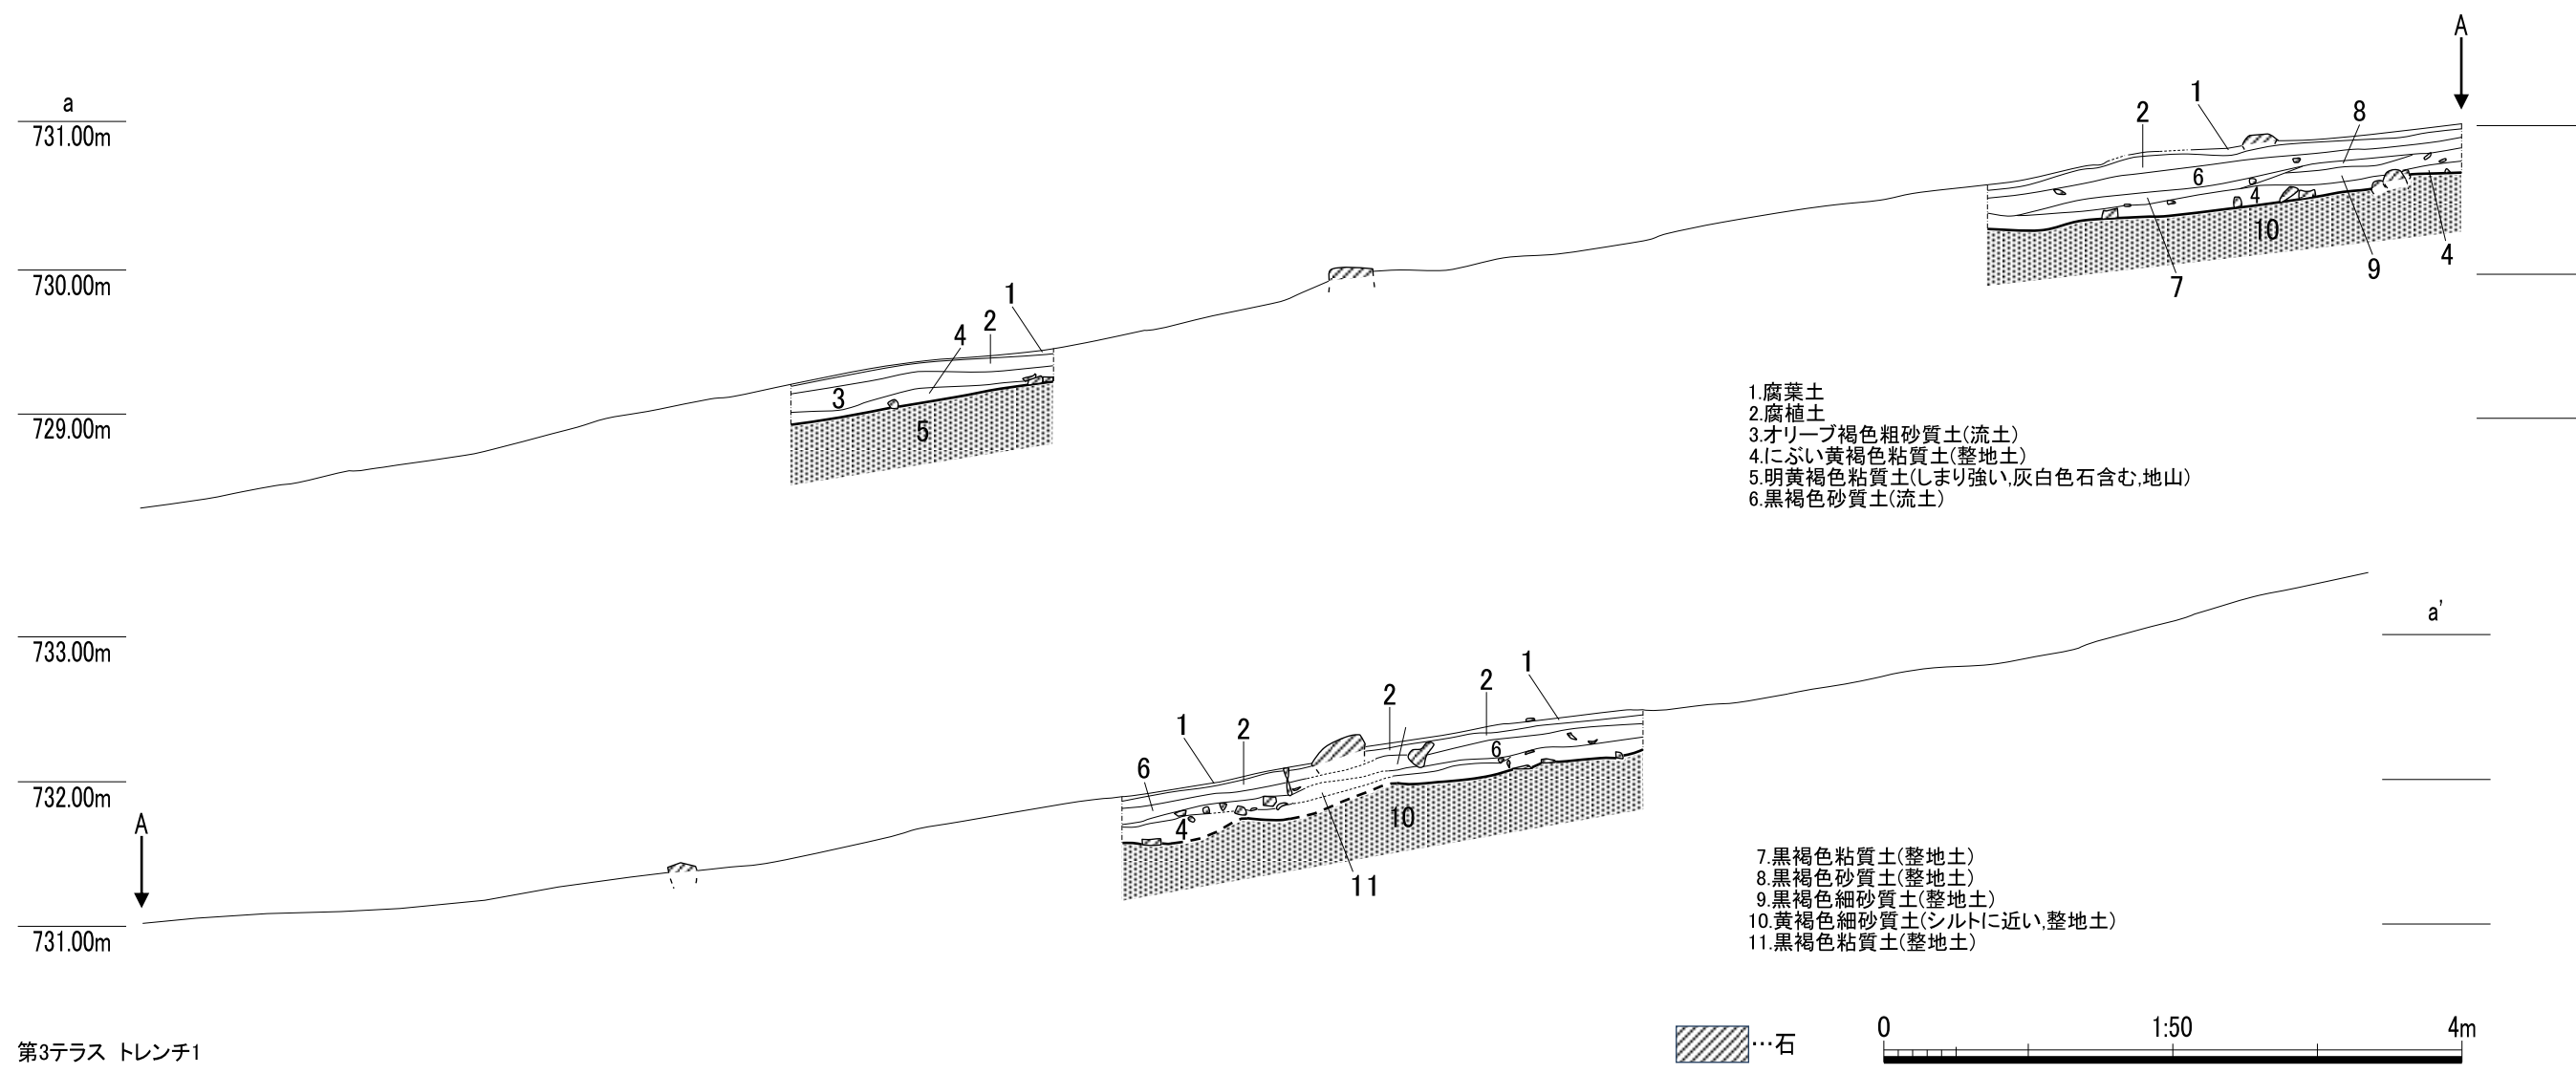 A
a
731.00m
1
2
8
6
4
10
730.00m
9
4
7
1
2
4
3
729.00m
5
1.腐葉土
2.腐植土
3.オリーブ褐色粗砂質土(流土)
4.にぶい黄褐色粘質土(整地土)
5.明黄褐色粘質土(しまり強い,灰白色石含む,地山)
6.黒褐色砂質土(流土)
a’
733.00m
1
2
2
1
2
6
6
732.00m
A
4
10
11
7.黒褐色粘質土(整地土)
8.黒褐色砂質土(整地土)
9.黒褐色細砂質土(整地土)
10.黄褐色細砂質土(シルトに近い,整地土)
11.黒褐色粘質土(整地土)
731.00m
第3テラス トレンチ1
…石
0 1:50 4m